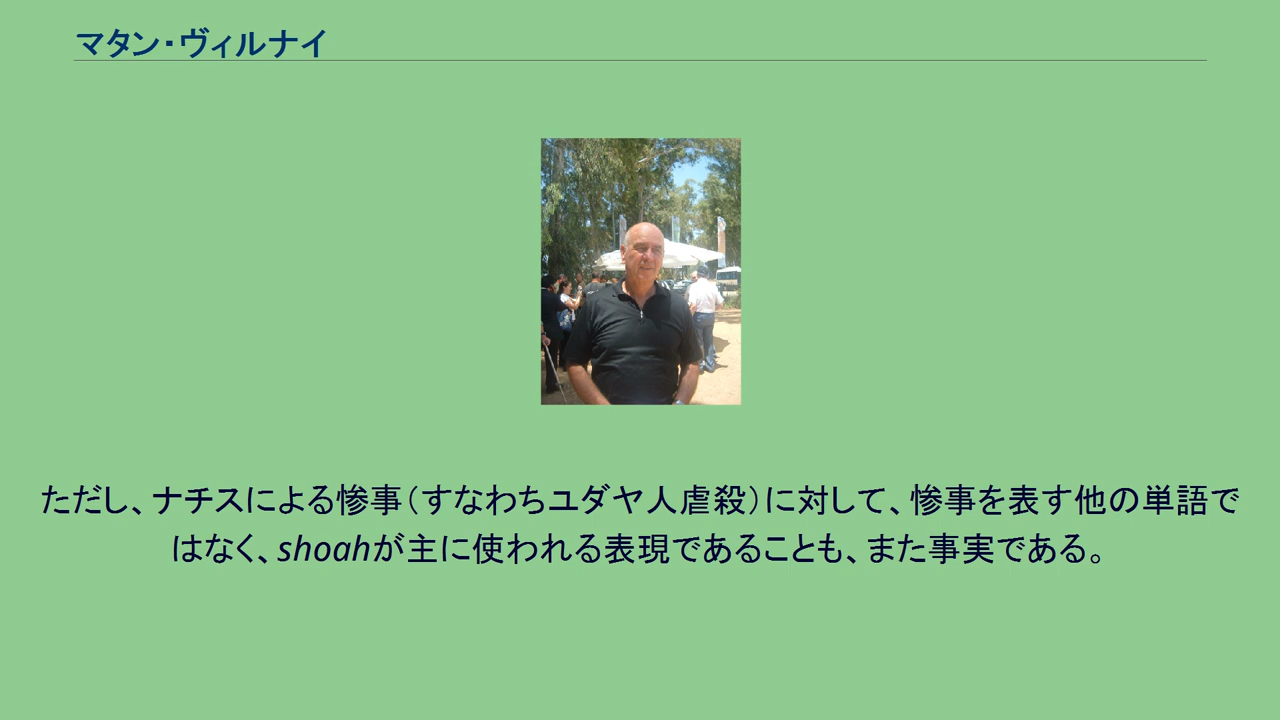 マタン・ヴィルナイ
ただし、ナチスによる惨事（すなわちユダヤ人虐殺）に対して、惨事を表す他の単語で
はなく、shoahが主に使われる表現であることも、また事実である。